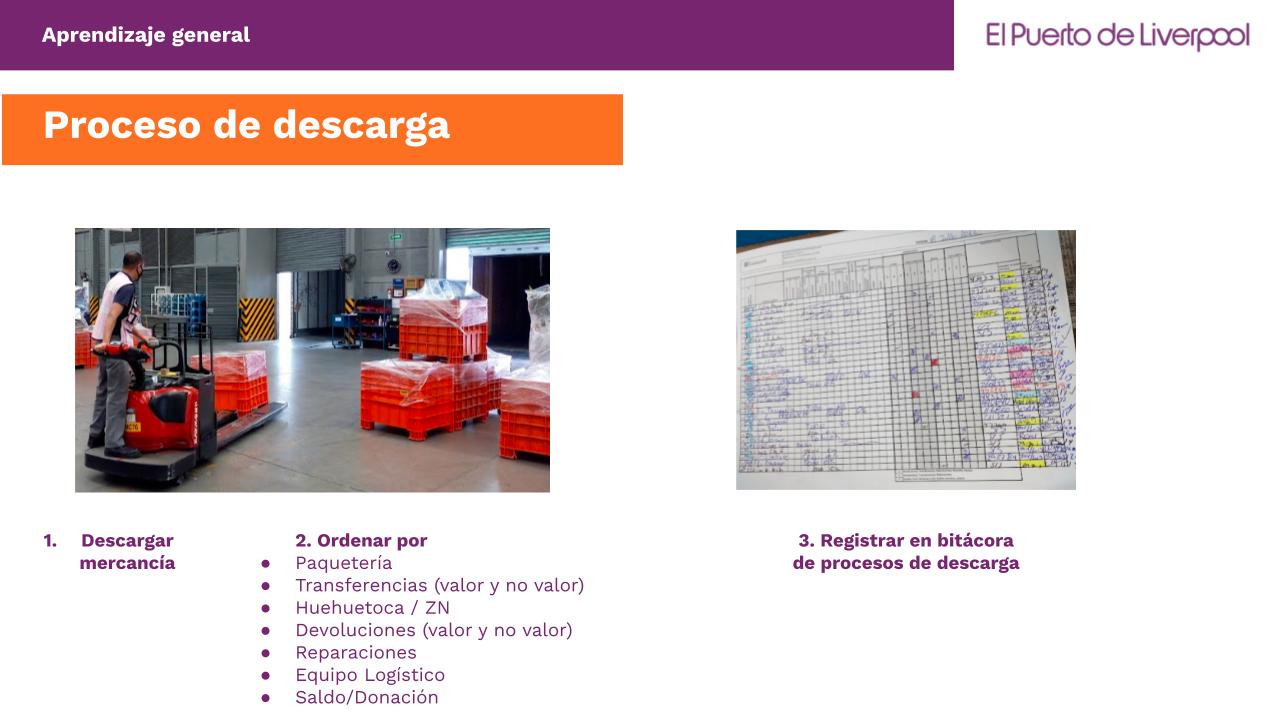 Aprendizaje general
El Puerto de Liverpool
Proceso de descarga
1. Descargar
mercancía
2. Ordenar por
● Paquetería
● Transferencias (valor y no valor)
● Huehuetoca / ZN
● Devoluciones (valor y no valor)
● Reparaciones
● Equipo Logístico
● Saldo/Donación
3. Registrar en bitácora
de procesos de descarga